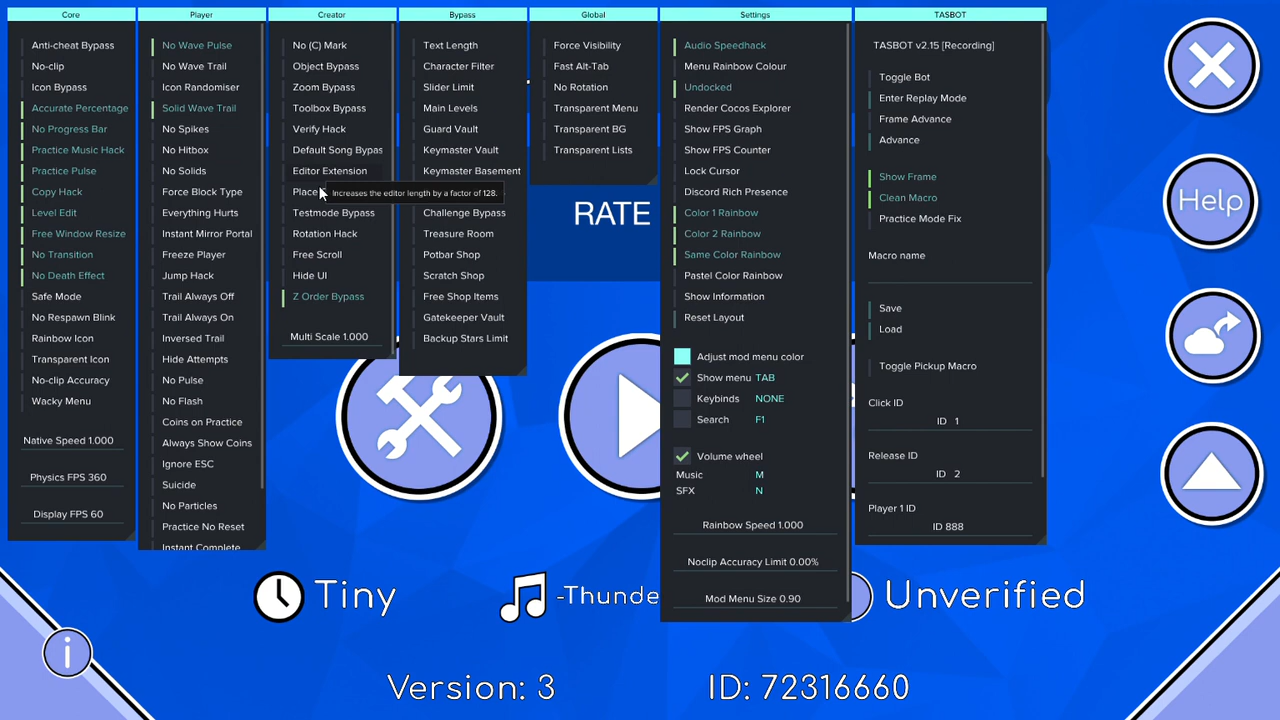 Core
Anti-cheat Bypass
No-clip
Icon Bypass
Accurate Percentage
No Progress Bar
Practice Music Hack
Practice Pulse
Copy Hack
Level Edit
Free Window Resize
No Transition
No Death Effect
Safe Mode
No Respawn Blink
Rainbow Icon
Transparent Icon
No-clip Accuracy
Wacky Menu
Native Speed 1.000
Physics FPS 360
Display FPS 60
Player
No Wave Pulse
No Wave Trail
Icon Randomiser
Solid Wave Trail
No Spikes
No Hitbox
No Solids
Force Block Type
Everything Hurts
Instant Mirror Portal
Freeze Player
Jump Hack
Trail Always Off
Trail Always On
Inversed Trail
Hide Attempts
No Pulse
No Flash
Coins on Practice
Always Show Coins
Ignore ESC
Suicide
No Particles
Practice No Reset
Instant Complete
Creator
No (C) Mark
Object Bypass
Zoom Bypass
Toolbox Bypass
Verify Hack
Default Song Bypas
Editor Extension
Place
Increases the editor length by a factor of 128.
Testmode Bypass
Rotation Hack
Free Scroll
Hide UI
Z Order Bypass
Multi Scale 1.000
Bypass
Text Length
Character Filter
Slider Limit
Main Levels
Guard Vault
Keymaster Vault
Keymaster Basement
Challenge Bypass
Treasure Room
Potbar Shop
Scratch Shop
Free Shop Items
Gatekeeper Vault
Backup Stars Limit
Global
Force Visibility
Fast Alt-Tab
No Rotation
Transparent Menu
Transparent BG
Transparent Lists
Settings
Audio Speedhack
Menu Rainbow Colour
Undocked
Render Cocos Explorer
Show FPS Graph
Show FPS Counter
Lock Cursor
Discord Rich Presence
Color 1 Rainbow
Color 2 Rainbow
Same Color Rainbow
Pastel Color Rainbow
Show Information
Reset Layout
Adjust mod menu color
Show menu TAB
Keybinds NONE
Search F1
Volume wheel
Music M
SFX N
Rainbow Speed 1.000
Noclip Accuracy Limit 0.00%
Mod Menu Size 0.90
TASBOT
TASBOT v2.15 [Recording]
Toggle Bot
Enter Replay Mode
Frame Advance
Advance
Show Frame
Clean Macro
Practice Mode Fix
Macro name
Save
Load
Toggle Pickup Macro
Click ID
ID 1
Release ID
ID 2
Player 1 ID
ID 888
RATE
Help
Tiny
-Thunde
Unverified
i
Version: 3
ID: 72316660